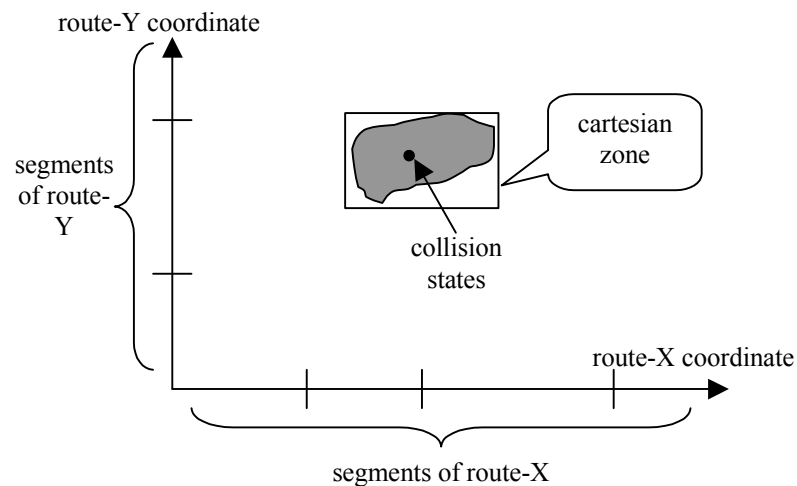 route-Y coordinate
cartesian
zone
segments
of route-
Y
collision
states
route-X coordinate
segments of route-X